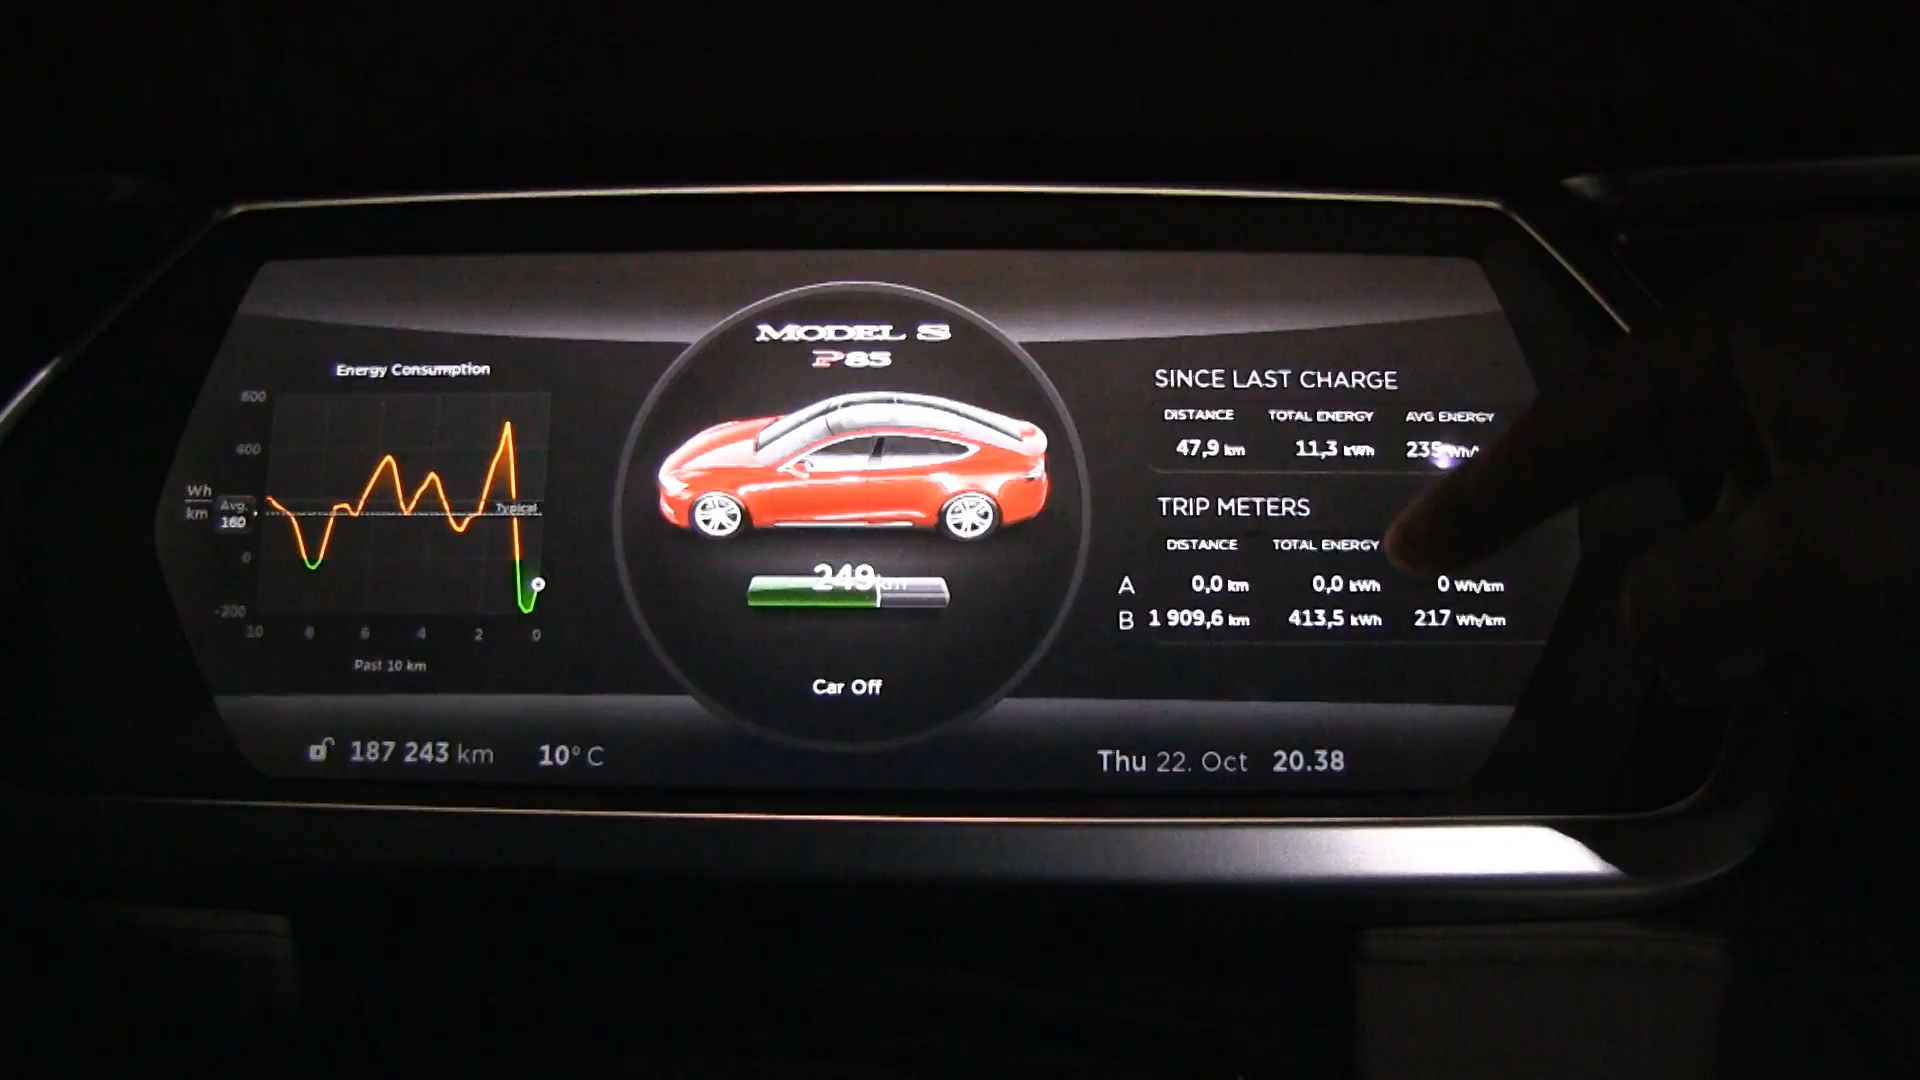 MODEL S
P85
Energy Consumption
600
400
Wh
km
Avg.
160
Typical
0
-200
10 8 6 4 2 0
Past 10 km
249 km
Car Off
SINCE LAST CHARGE
DISTANCE TOTAL ENERGY AVG ENERGY
47,9 km 11,3 kWh 235 Wh/
TRIP METERS
DISTANCE TOTAL ENERGY
A 0,0 km 0,0 kWh 0 Wh/km
B 1 909,6 km 413,5 kWh 217 Wh/km
187 243 km 10° C
Thu 22. Oct 20.38